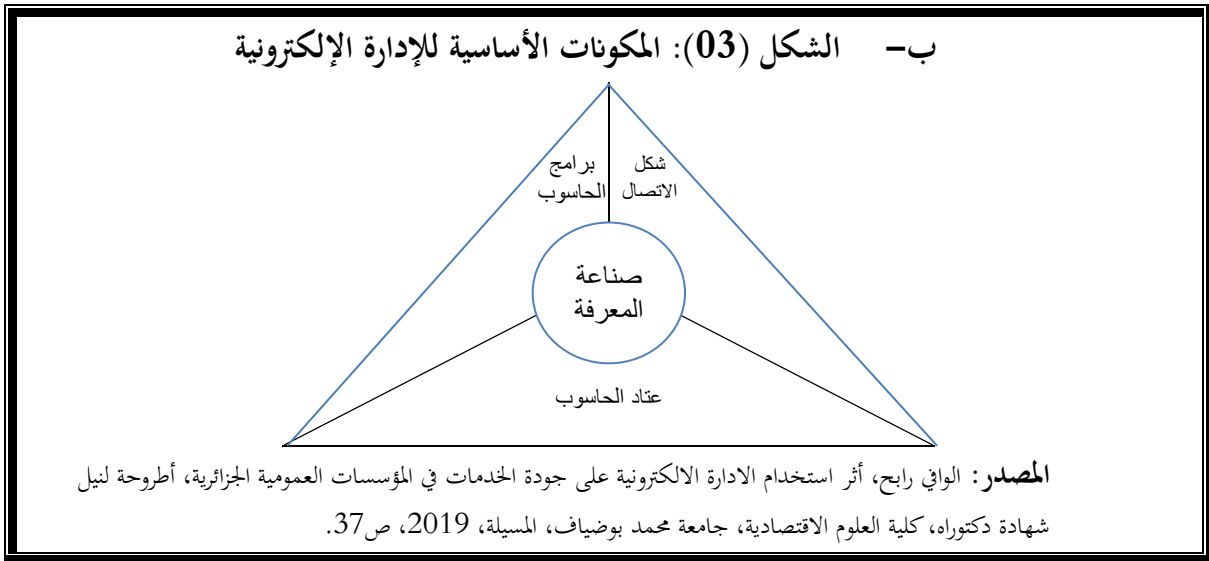 ب- الشكل (03): المكونات الأساسية للإدارة الإلكترونية
شكل
الاتصال
برامج
الحاسوب
صناعة
المعرفة
عتاد الحاسوب
المصدر: الوافي رابح، أثر استخدام الادارة الالكترونية على جودة الخدمات في المؤسسات العمومية الجزائرية، أطروحة لنيل
شهادة دكتوراه، كلية العلوم الاقتصادية، جامعة محمد بوضياف، المسيلة، 2019، ص37.